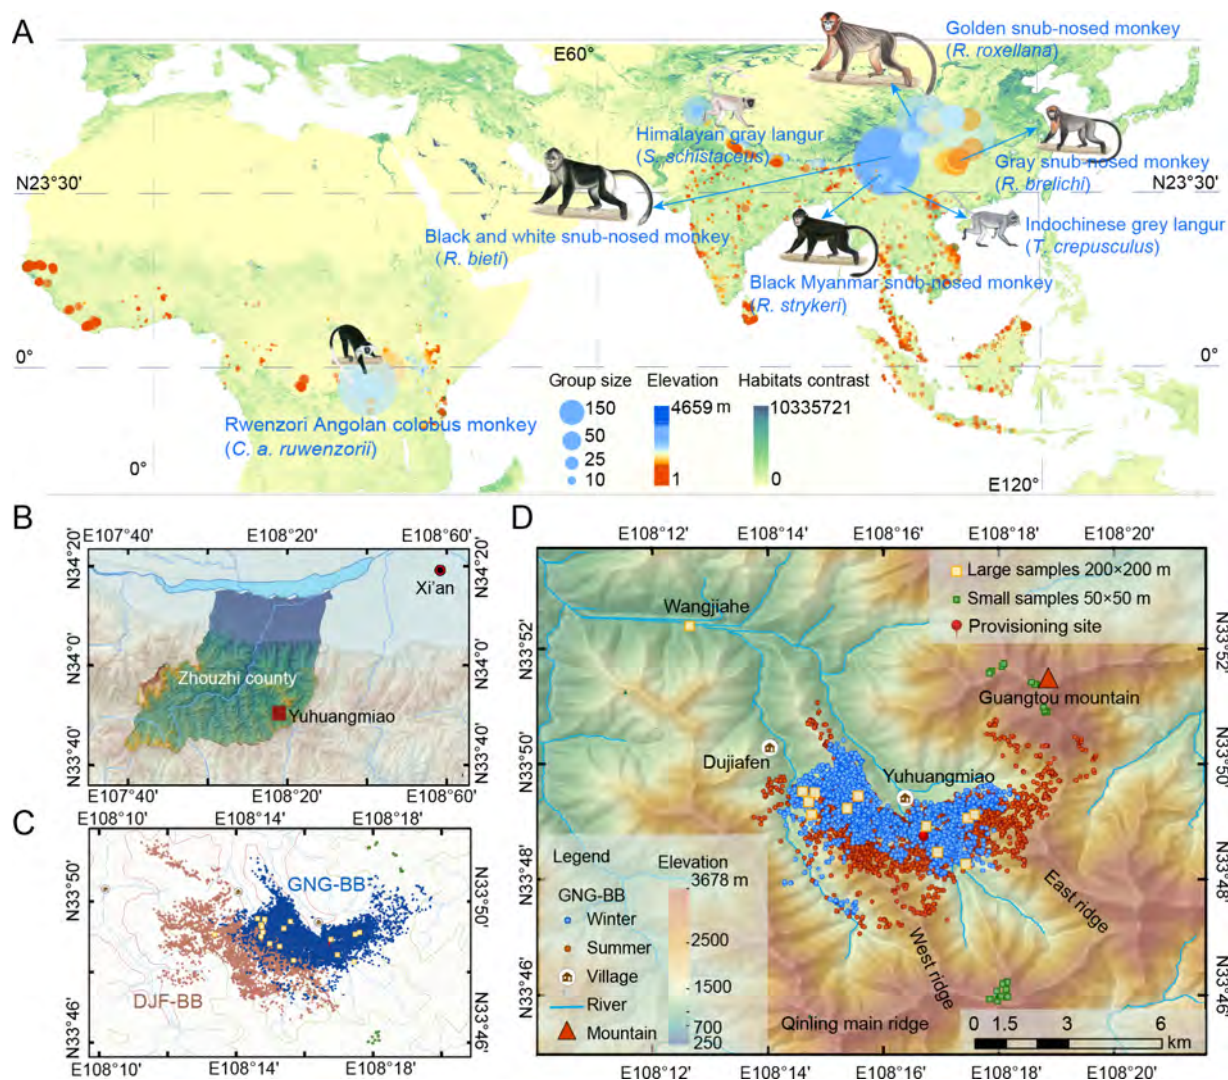 A
E60°
Golden snub-nosed monkey
(R. roxellana)
Himalayan gray langur
(S. schistaceus)
Gray snub-nosed monkey
(R. brelichi)
N23°30'
N23°30'
Indochinese grey langur
(T. crepusculus)
Black and white snub-nosed monkey
(R. bieti)
Black Myanmar snub-nosed monkey
(R. strykeri)
0°
0°
Group size
150
50
25
10
Elevation
4659 m
1
Habitats contrast
10335721
0
Rwenzori Angolan colobus monkey
(C. a. ruwenzorii)
0°
E120°
B
E107°40'
E108°20'
E108°60'
N34°20'
N34°0'
N33°40'
N34°20'
N34°0'
N33°40'
Xi'an
Zhouzhi county
Yuhuangmiao
E107°40'
E108°20'
E108°60'
C
E108°10'
E108°14'
E108°18'
N33°50'
N33°46'
N33°50'
N33°46'
GNG-BB
DJF-BB
E108°10'
E108°14'
E108°18'
D
E108°12'
E108°14'
E108°16'
E108°18'
E108°20'
N33°52'
N33°50'
N33°48'
N33°46'
N33°52'
N33°50'
N33°48'
N33°46'
Large samples 200×200 m
Small samples 50×50 m
Provisioning site
Wangjiahe
Guangtou mountain
Dujiafen
Yuhuangmiao
East ridge
West ridge
Qinling main ridge
Legend
GNG-BB
Winter
Summer
Village
River
Mountain
Elevation
3678 m
2500
1500
700
250
0 1.5 3 6
km
E108°12'
E108°14'
E108°16'
E108°18'
E108°20'